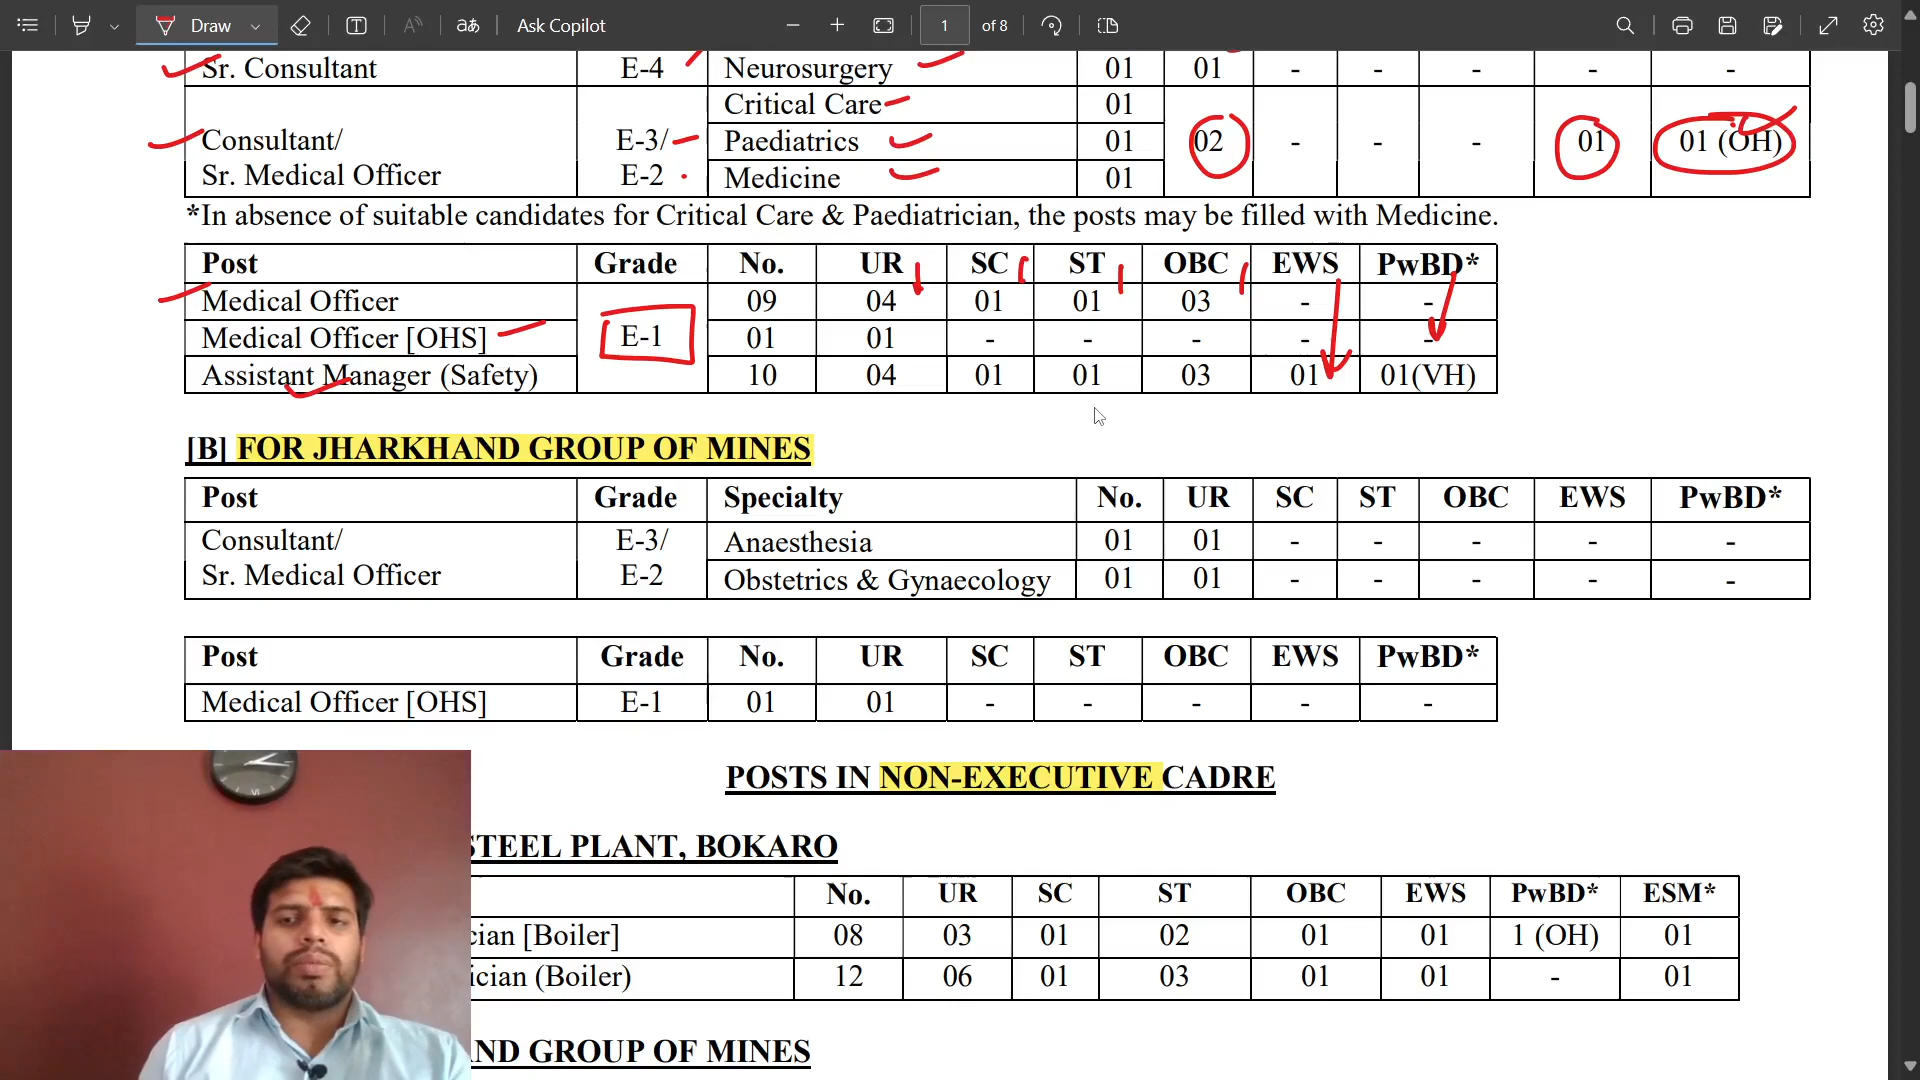 Draw
Ask Copilot
1 of 8
Sr. Consultant E-4 Neurosurgery 01 01 - - - - -
Critical Care 01
Consultant/ E-3/ Paediatrics 01 02 - - - 01 01 (OH)
Sr. Medical Officer E-2 Medicine 01
*In absence of suitable candidates for Critical Care & Paediatrician, the posts may be filled with Medicine.
Post Grade No. UR SC ST OBC EWS PwBD*
Medical Officer 09 04 01 01 03 - -
Medical Officer [OHS] E-1 01 01 - - - - -
Assistant Manager (Safety) 10 04 01 01 03 01 01(VH)
[B] FOR JHARKHAND GROUP OF MINES
Post Grade Specialty No. UR SC ST OBC EWS PwBD*
Consultant/ E-3/ Anaesthesia 01 01 - - - - -
Sr. Medical Officer E-2 Obstetrics & Gynaecology 01 01 - - - - -
Post Grade No. UR SC ST OBC EWS PwBD*
Medical Officer [OHS] E-1 01 01 - - - - -
POSTS IN NON-EXECUTIVE CADRE
STEEL PLANT, BOKARO
No. UR SC ST OBC EWS PwBD* ESM*
cian [Boiler] 08 03 01 02 01 01 1 (OH) 01
ician (Boiler) 12 06 01 03 01 01 - 01
ND GROUP OF MINES